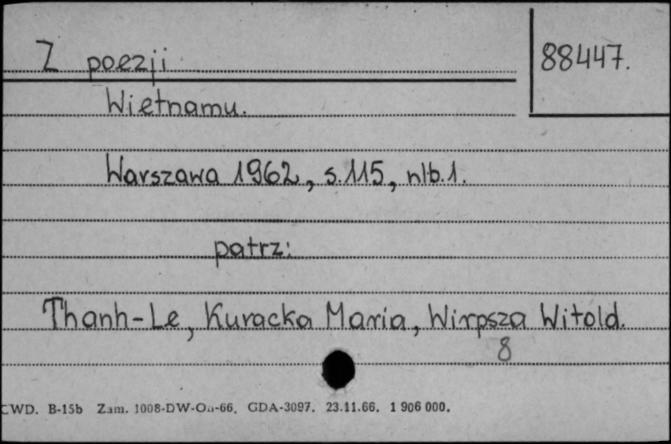 Z poezji
88447.
Wietnamu.
Warszawa 1962, s. 115, nlb. 1.
patrz:
Thanh-Le, Kuracka Maria, Wirpsza Witold.
8
CWD. B-15b Zam. 1008-DW-On-66. GDA-3097. 23.11.66. 1 906 000.